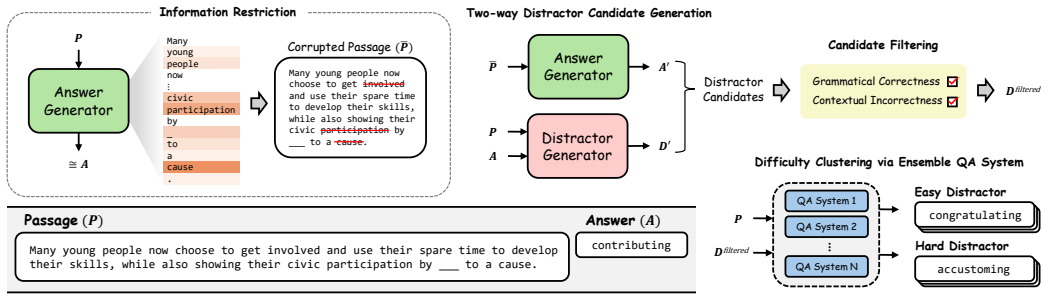 Information Restriction
P
Answer
Generator
≅ A
Many
young
people
now
⋮
civic
participation
by
_
to
a
cause
.
Corrupted Passage (P̅)
Many young people now
choose to get involved
and use their spare time
to develop their skills,
while also showing their
civic participation by
___ to a cause.
Two-way Distractor Candidate Generation
P̅
Answer
Generator
A'
P
A
Distractor
Generator
D'
Distractor
Candidates
Candidate Filtering
Grammatical Correctness
Contextual Incorrectness
D^filtered
Difficulty Clustering via Ensemble QA System
P
D^filtered
QA System 1
QA System 2
⋮
QA System N
Easy Distractor
congratulating
Hard Distractor
accustoming
Passage (P)
Many young people now choose to get involved and use their spare time to develop
their skills, while also showing their civic participation by ___ to a cause.
Answer (A)
contributing